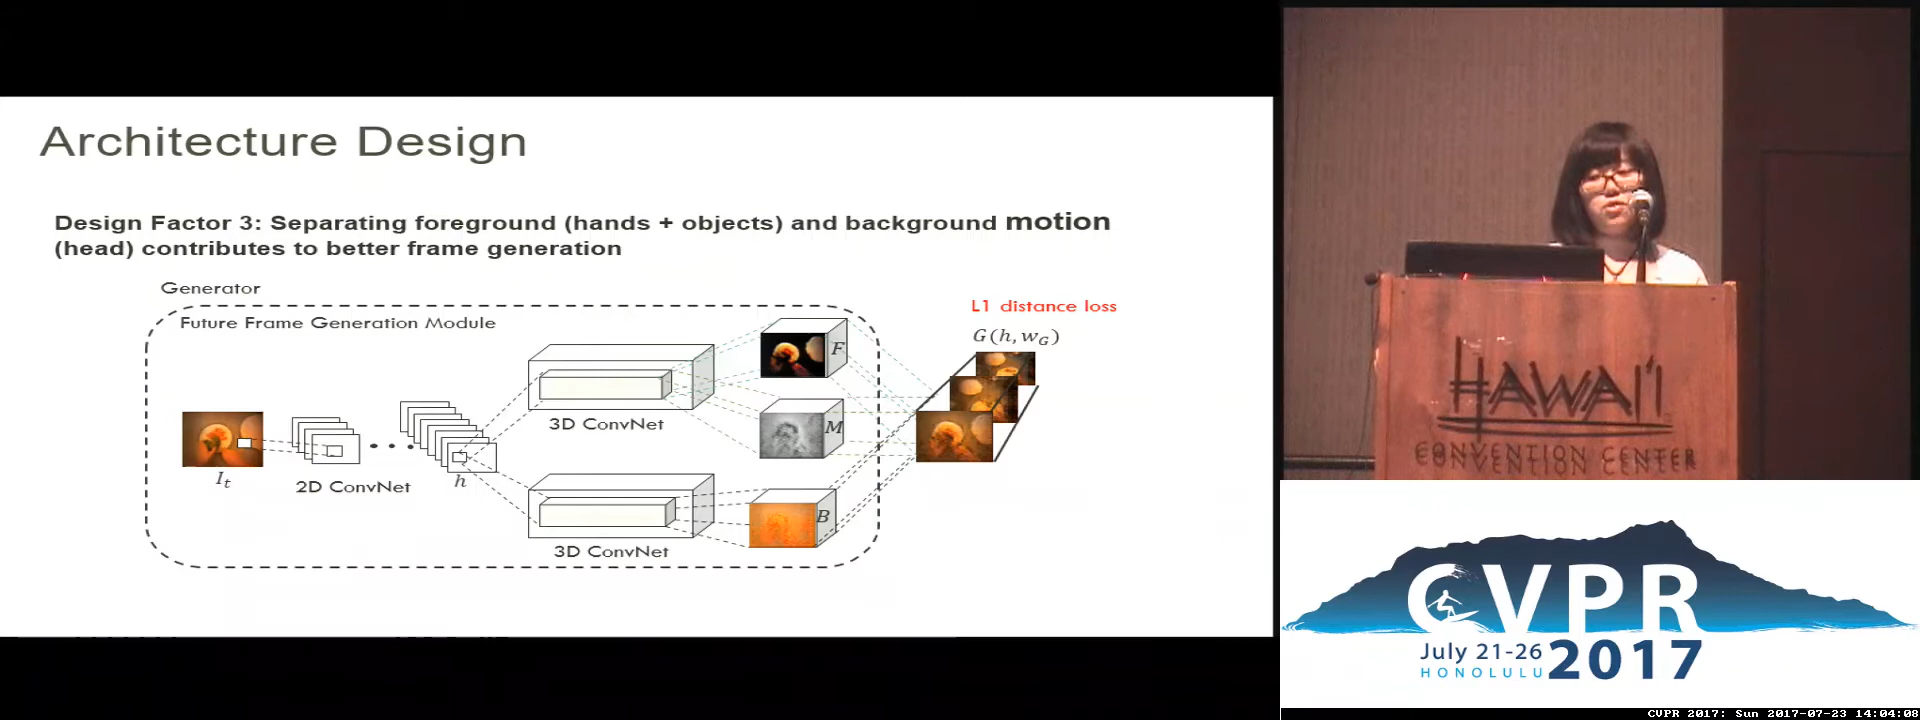 Architecture Design
Design Factor 3: Separating foreground (hands + objects) and background motion
(head) contributes to better frame generation
Generator
Future Frame Generation Module
L1 distance loss
G(h, w_G)
F
3D ConvNet
M
I_t
2D ConvNet
h
B
3D ConvNet
HAWAI'I
CONVENTION CENTER
CVPR
July 21-26
HONOLULU
2017
CVPR 2017: Sun 2017-07-23 14:04:08